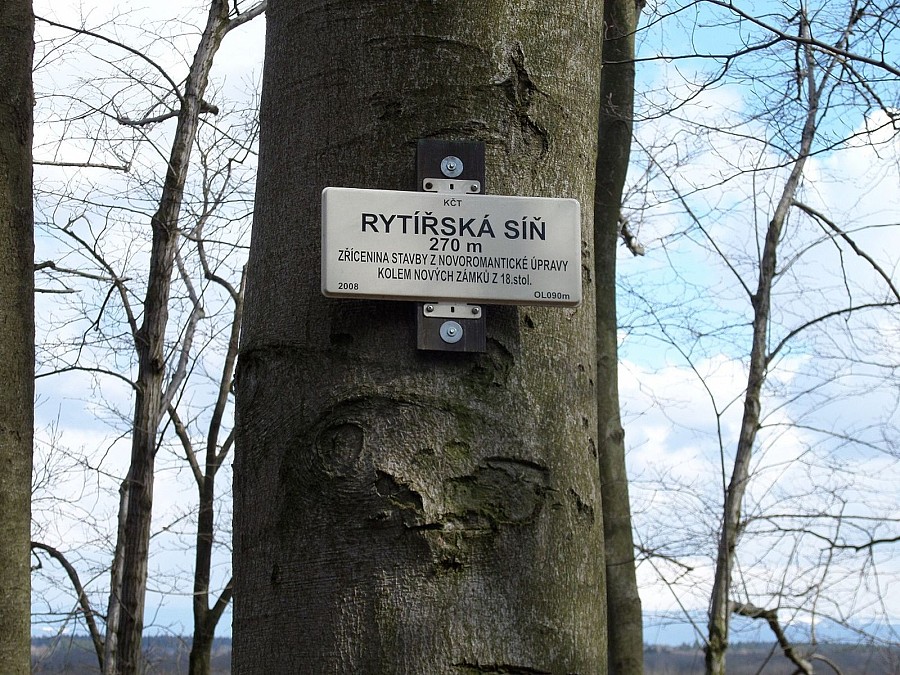 KČT
RYTÍŘSKÁ SÍŇ
270 m
ZŘÍCENINA STAVBY Z NOVOROMANTICKÉ ÚPRAVY
KOLEM NOVÝCH ZÁMKŮ Z 18.stol.
2008 OL090m